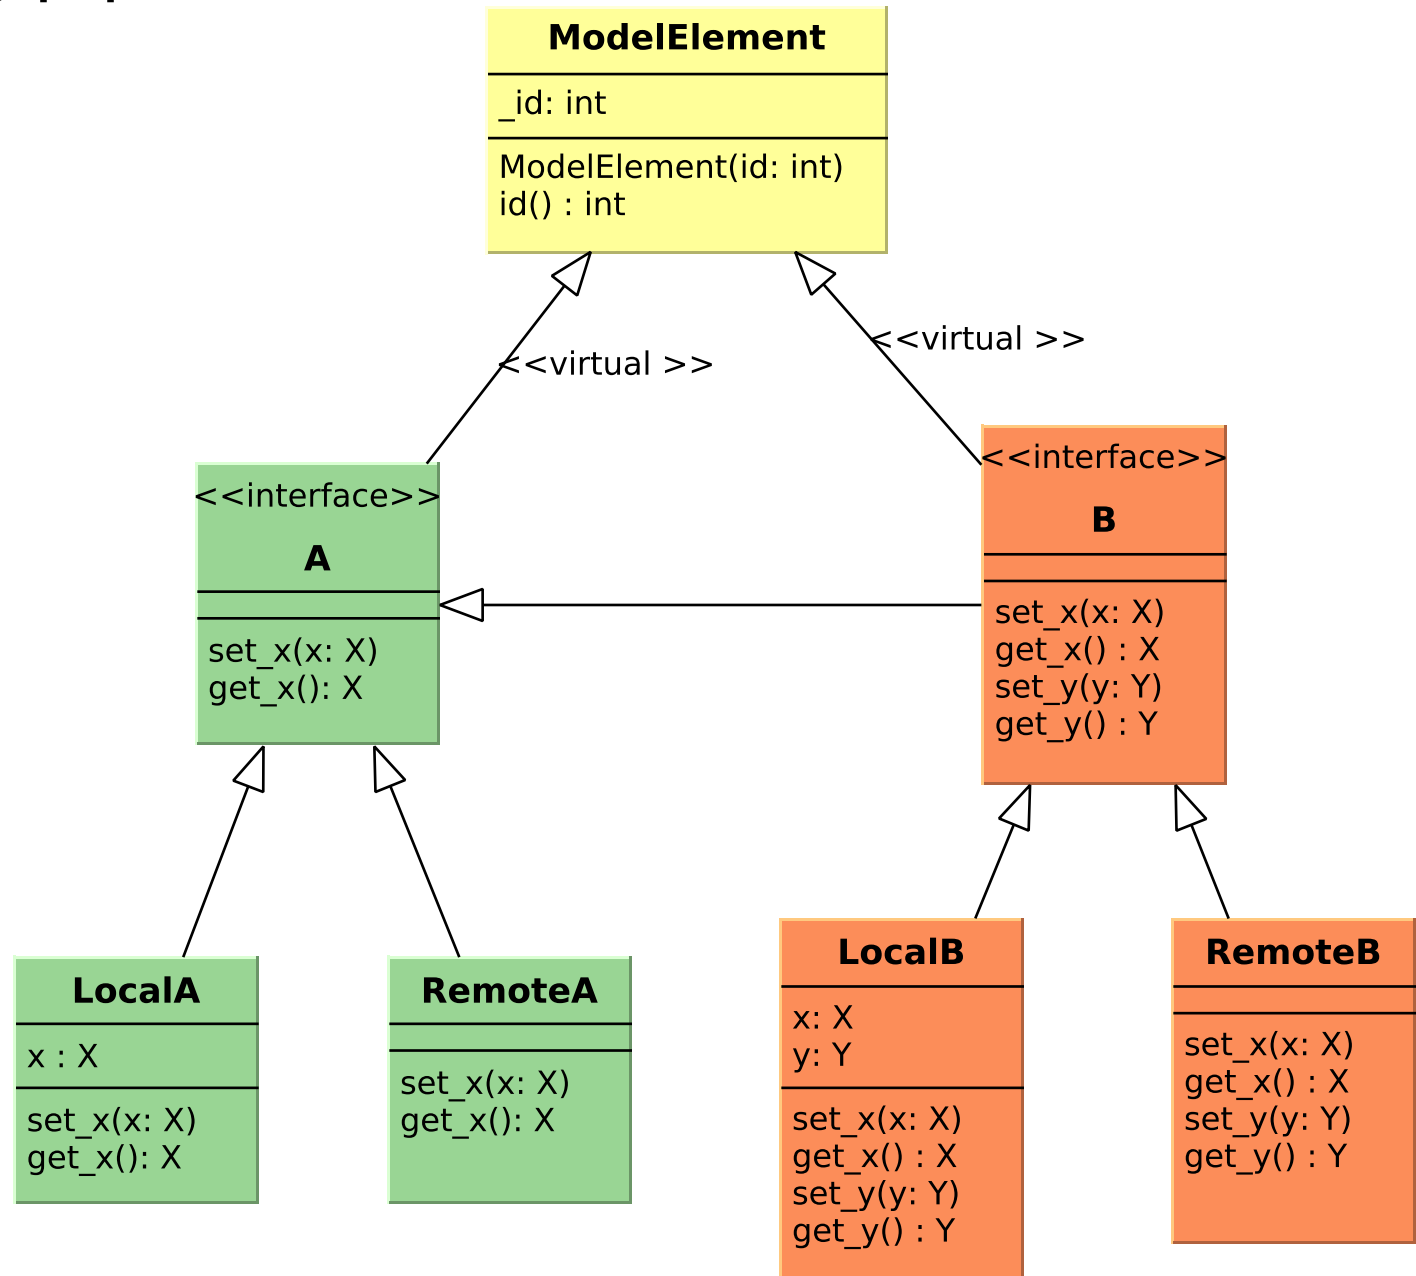 ModelElement
_id: int
ModelElement(id: int)
id() : int
<<virtual >>
<<virtual >>
<<interface>>
A
set_x(x: X)
get_x(): X
<<interface>>
B
set_x(x: X)
get_x() : X
set_y(y: Y)
get_y() : Y
LocalA
x : X
set_x(x: X)
get_x(): X
RemoteA
set_x(x: X)
get_x(): X
LocalB
x: X
y: Y
set_x(x: X)
get_x() : X
set_y(y: Y)
get_y() : Y
RemoteB
set_x(x: X)
get_x() : X
set_y(y: Y)
get_y() : Y